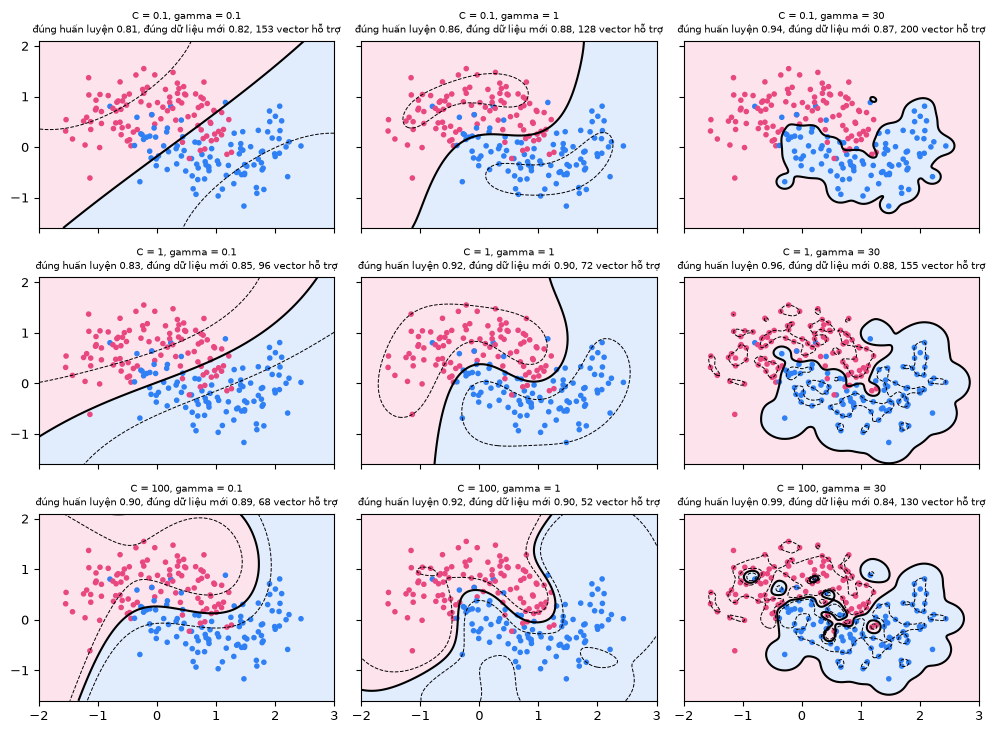 C = 0.1, gamma = 0.1
đúng huấn luyện 0.81, đúng dữ liệu mới 0.82, 153 vector hỗ trợ
C = 0.1, gamma = 1
đúng huấn luyện 0.86, đúng dữ liệu mới 0.88, 128 vector hỗ trợ
C = 0.1, gamma = 30
đúng huấn luyện 0.94, đúng dữ liệu mới 0.87, 200 vector hỗ trợ
2
1
0
−1
C = 1, gamma = 0.1
đúng huấn luyện 0.83, đúng dữ liệu mới 0.85, 96 vector hỗ trợ
C = 1, gamma = 1
đúng huấn luyện 0.92, đúng dữ liệu mới 0.90, 72 vector hỗ trợ
C = 1, gamma = 30
đúng huấn luyện 0.96, đúng dữ liệu mới 0.88, 155 vector hỗ trợ
2
1
0
−1
C = 100, gamma = 0.1
đúng huấn luyện 0.90, đúng dữ liệu mới 0.89, 68 vector hỗ trợ
C = 100, gamma = 1
đúng huấn luyện 0.92, đúng dữ liệu mới 0.90, 52 vector hỗ trợ
C = 100, gamma = 30
đúng huấn luyện 0.99, đúng dữ liệu mới 0.84, 130 vector hỗ trợ
2
1
0
−1
−2 −1 0 1 2 3
−2 −1 0 1 2 3
−2 −1 0 1 2 3